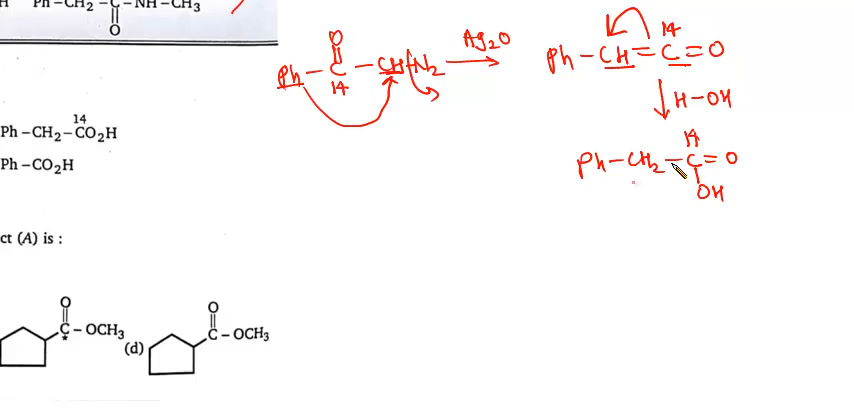 Ph –CH2 –C–NH –CH3
O
O
Ph – C – CHN2 Ag2O
14
14
Ph – CH = C = O
H–OH
14
Ph –CH2–CO2H
Ph –CO2H
14
Ph–CH2–C=O
OH
ct (A) is :
O
C – OCH3
*
(d)
O
C – OCH3